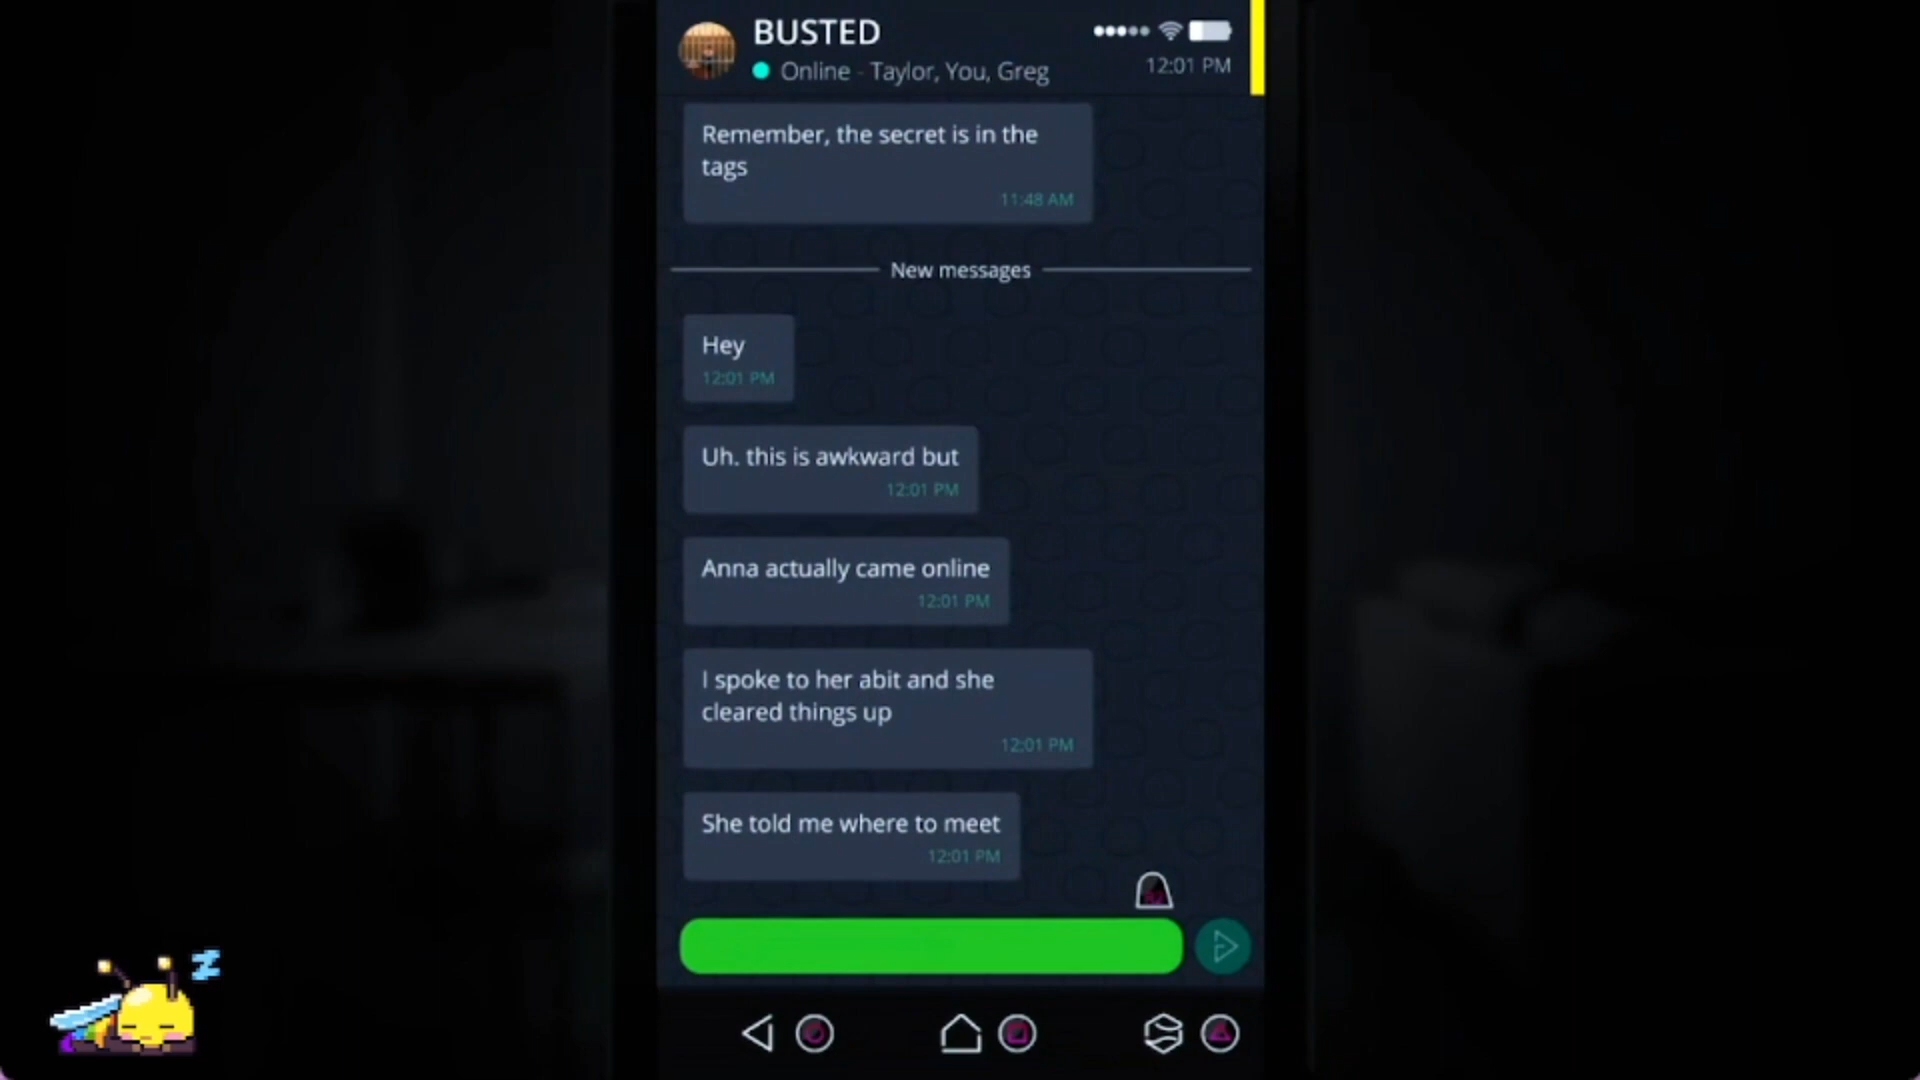 BUSTED
Online - Taylor, You, Greg
12:01 PM
Remember, the secret is in the
tags
11:48 AM
New messages
Hey
12:01 PM
Uh. this is awkward but
12:01 PM
Anna actually came online
12:01 PM
I spoke to her abit and she
cleared things up
12:01 PM
She told me where to meet
12:01 PM
R2
Z